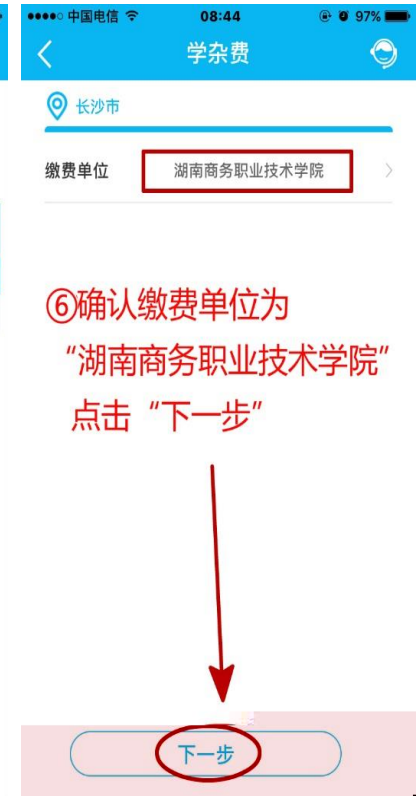 中国电信 08:44 97%
学杂费
长沙市
缴费单位 湖南商务职业技术学院
⑥确认缴费单位为
“湖南商务职业技术学院”
点击“下一步”
下一步